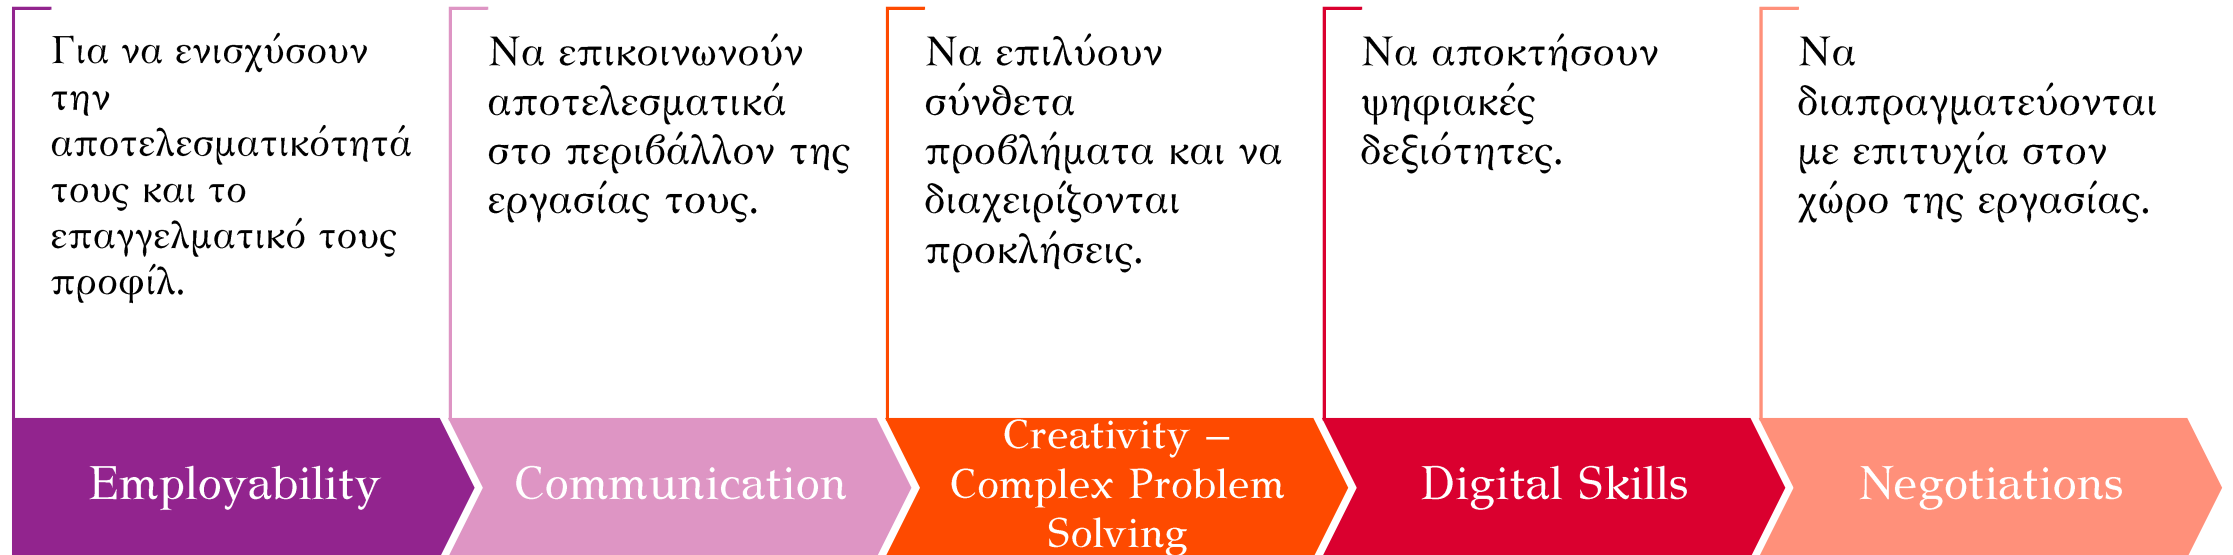 Για να ενισχύσουν
την
αποτελεσματικότητά
τους και το
επαγγελματικό τους
προφίλ.
Να επικοινωνούν
αποτελεσματικά
στο περιβάλλον της
εργασίας τους.
Να επιλύουν
σύνθετα
προβλήματα και να
διαχειρίζονται
προκλήσεις.
Να αποκτήσουν
ψηφιακές
δεξιότητες.
Να
διαπραγματεύονται
με επιτυχία στον
χώρο της εργασίας.
Employability
Communication
Creativity –
Complex Problem
Solving
Digital Skills
Negotiations